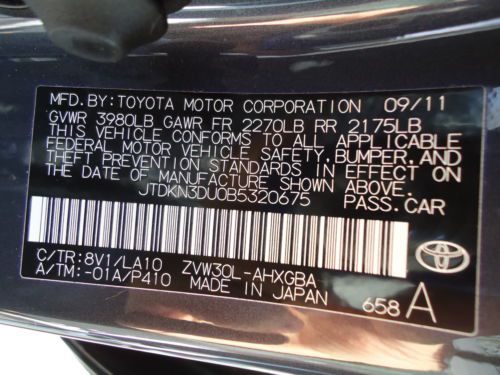 MFD.BY:TOYOTA MOTOR CORPORATION 09/11
GVWR 3980LB GAWR FR 2270LB RR 2175LB
THIS VEHICLE CONFORMS TO ALL APPLICABLE
FEDERAL MOTOR VEHICLE SAFETY,BUMPER,AND
THEFT PREVENTION STANDARDS IN EFFECT ON
THE DATE OF MANUFACTURE SHOWN ABOVE.
JTDKN3DU0B5320675 PASS.CAR
C/TR:8V1/LA10 ZVW30L-AHXGBA
A/TM:-01A/P410 MADE IN JAPAN
658A
TOYOTA